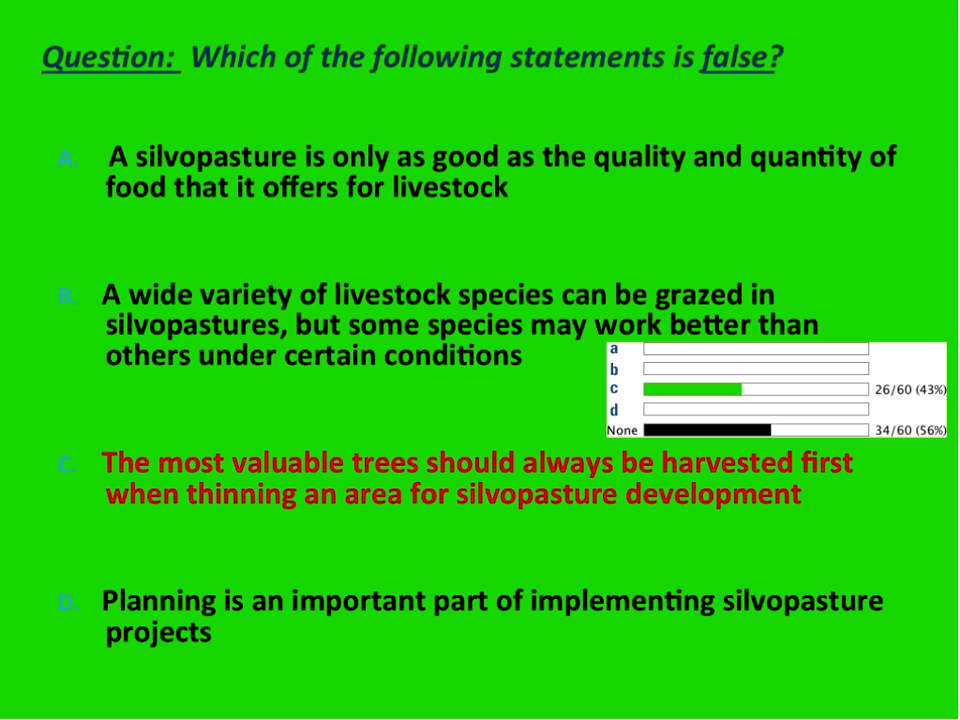 Question: Which of the following statements is false?
A. A silvopasture is only as good as the quality and quantity of
food that it offers for livestock
B. A wide variety of livestock species can be grazed in
silvopastures, but some species may work better than
others under certain conditions
a
b
c 26/60 (43%)
d
None 34/60 (56%)
C. The most valuable trees should always be harvested first
when thinning an area for silvopasture development
D. Planning is an important part of implementing silvopasture
projects